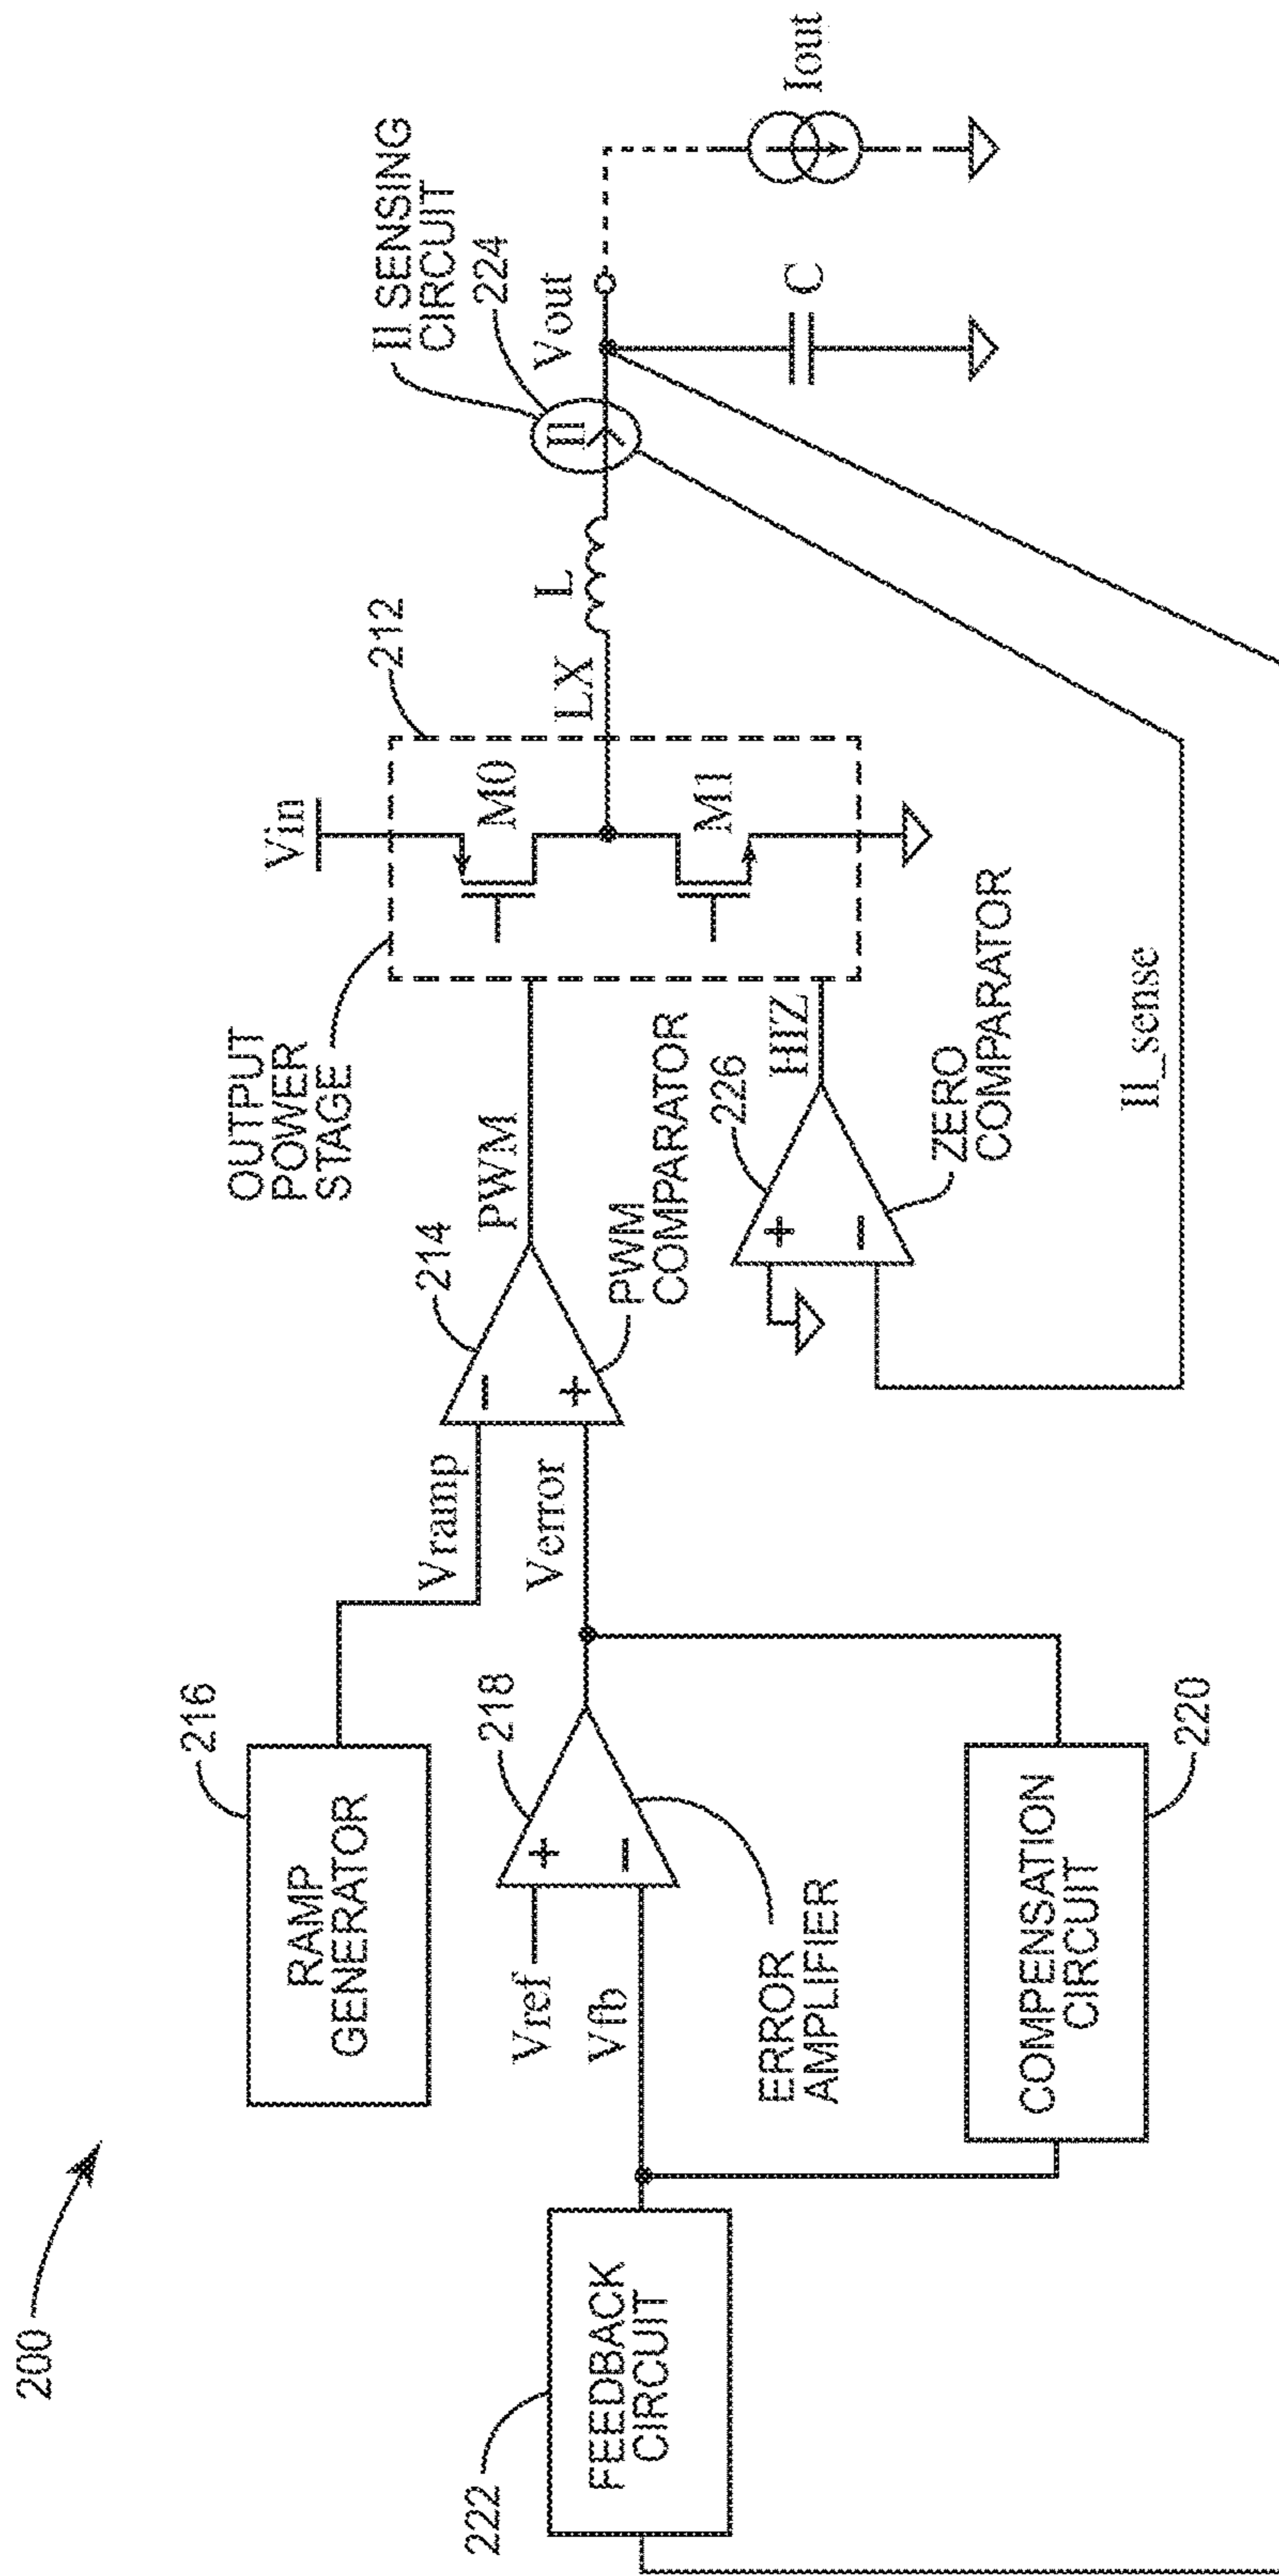 200
OUTPUT
POWER
STAGE
Vin
212
Il SENSING
CIRCUIT
224
216
RAMP
GENERATOR
Vramp
214
PWM
M0
LX
L
Il
Vout
222
FEEDBACK
CIRCUIT
Vref
Vfb
218
Verror
PWM
COMPARATOR
M1
226
HIZ
C
Iout
ERROR
AMPLIFIER
ZERO
COMPARATOR
COMPENSATION
CIRCUIT
220
Il_sense
+
−
−
+
+
−